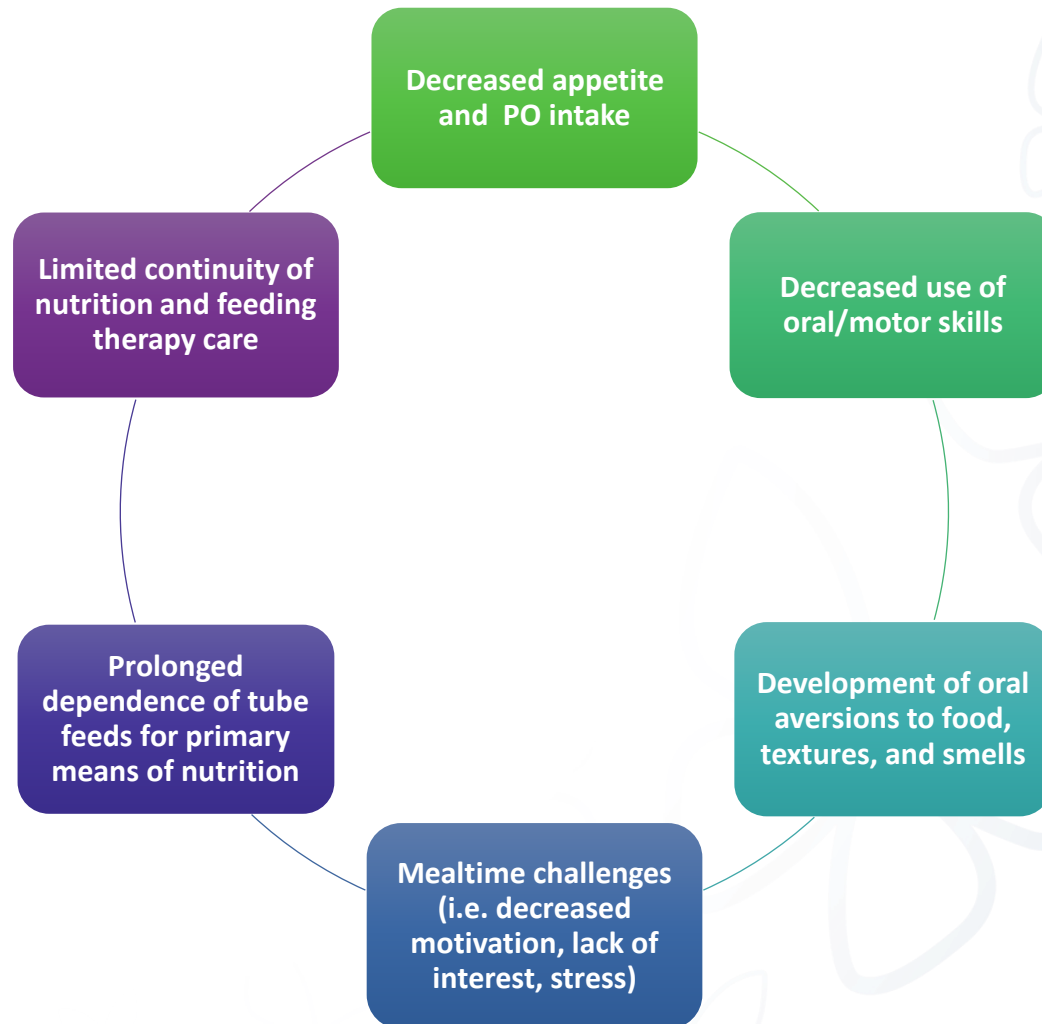 Decreased appetite
and  PO intake
Decreased use of
oral/motor skills
Development of oral
aversions to food,
textures, and smells
Mealtime challenges
(i.e. decreased
motivation, lack of
interest, stress)
Prolonged
dependence of tube
feeds for primary
means of nutrition
Limited continuity of
nutrition and feeding
therapy care